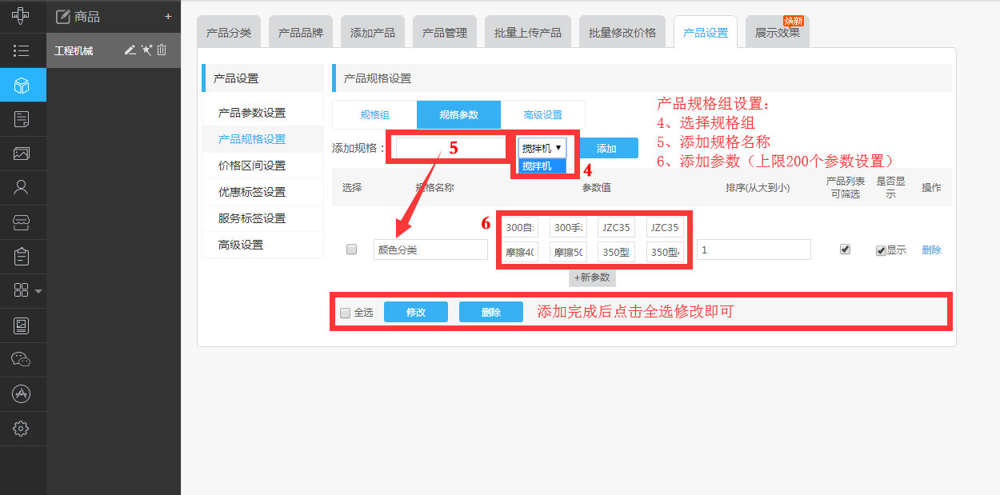 商品 +
工程机械
产品分类 产品品牌 添加产品 产品管理 批量上传产品 批量修改价格 产品设置 展示效果 焕新
产品设置
产品参数设置
产品规格设置
价格区间设置
优惠标签设置
服务标签设置
高级设置
产品规格设置
规格组 规格参数 高级设置
添加规格： 5 搅拌机 添加
搅拌机 4
产品规格组设置：
4、选择规格组
5、添加规格名称
6、添加参数（上限200个参数设置）
选择 规格名称 参数值 排序(从大到小) 产品列表可筛选 是否显示 操作
6 300自 300手 JZC35 JZC35
颜色分类 摩擦40 摩擦50 350型 350型 1 显示 删除
+新参数
全选 修改 删除 添加完成后点击全选修改即可